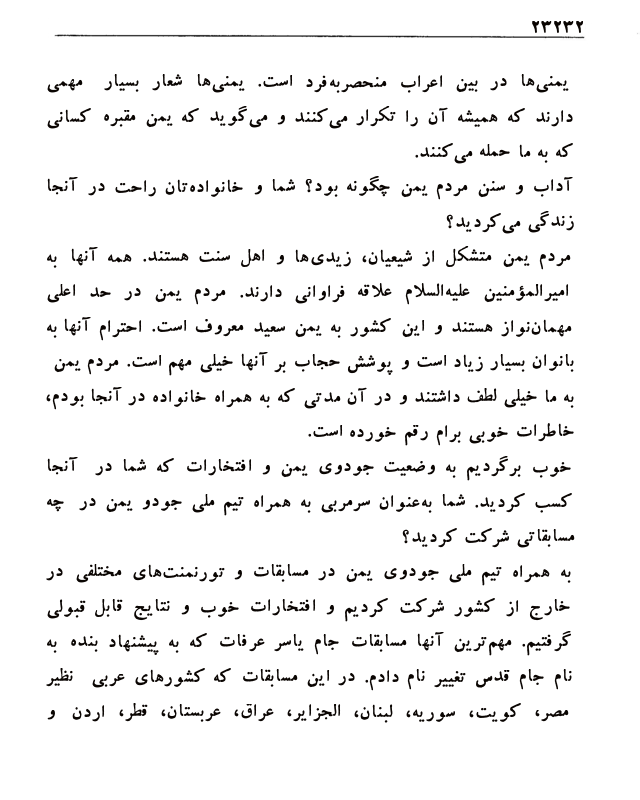 ۲۳۲۳۲
یمنی‌ها در بین اعراب منحصربه‌فرد است. یمنی‌ها شعار بسیار مهمی
دارند که همیشه آن را تکرار می‌کنند و می‌گوید که یمن مقبره کسانی
که به ما حمله می‌کنند.
آداب و سنن مردم یمن چگونه بود؟ شما و خانواده‌تان راحت در آنجا
زندگی می‌کردید؟
مردم یمن متشکل از شیعیان، زیدی‌ها و اهل سنت هستند. همه آنها به
امیرالمؤمنین علیه‌السلام علاقه فراوانی دارند. مردم یمن در حد اعلی
مهمان‌نواز هستند و این کشور به یمن سعید معروف است. احترام آنها به
بانوان بسیار زیاد است و پوشش حجاب بر آنها خیلی مهم است. مردم یمن
به ما خیلی لطف داشتند و در آن مدتی که به همراه خانواده در آنجا بودم،
خاطرات خوبی برام رقم خورده است.
خوب برگردیم به وضعیت جودوی یمن و افتخارات که شما در آنجا
کسب کردید. شما به‌عنوان سرمربی به همراه تیم ملی جودو یمن در چه
مسابقاتی شرکت کردید؟
به همراه تیم ملی جودوی یمن در مسابقات و تورنمنت‌های مختلفی در
خارج از کشور شرکت کردیم و افتخارات خوب و نتایج قابل قبولی
گرفتیم. مهم‌ترین آنها مسابقات جام یاسر عرفات که به پیشنهاد بنده به
نام جام قدس تغییر نام دادم. در این مسابقات که کشورهای عربی نظیر
مصر، کویت، سوریه، لبنان، الجزایر، عراق، عربستان، قطر، اردن و